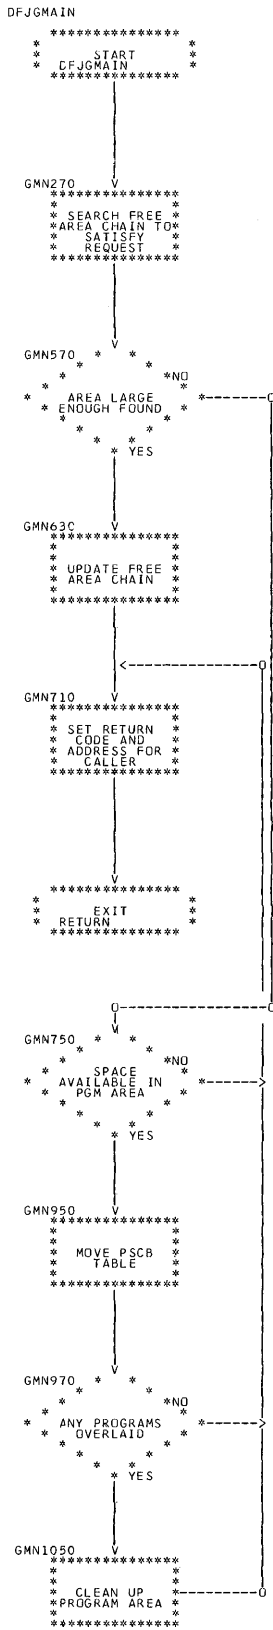 DFJGMAIN
START
DFJGMAIN
GMN270
SEARCH FREE
AREA CHAIN TO
SATISFY
REQUEST
GMN570
NO
AREA LARGE
ENOUGH FOUND
YES
GMN630
UPDATE FREE
AREA CHAIN
GMN710
SET RETURN
CODE AND
ADDRESS FOR
CALLER
EXIT
RETURN
GMN750
NO
SPACE
AVAILABLE IN
PGM AREA
YES
GMN950
MOVE PSCB
TABLE
GMN970
NO
ANY PROGRAMS
OVERLAID
YES
GMN1050
CLEAN UP
PROGRAM AREA